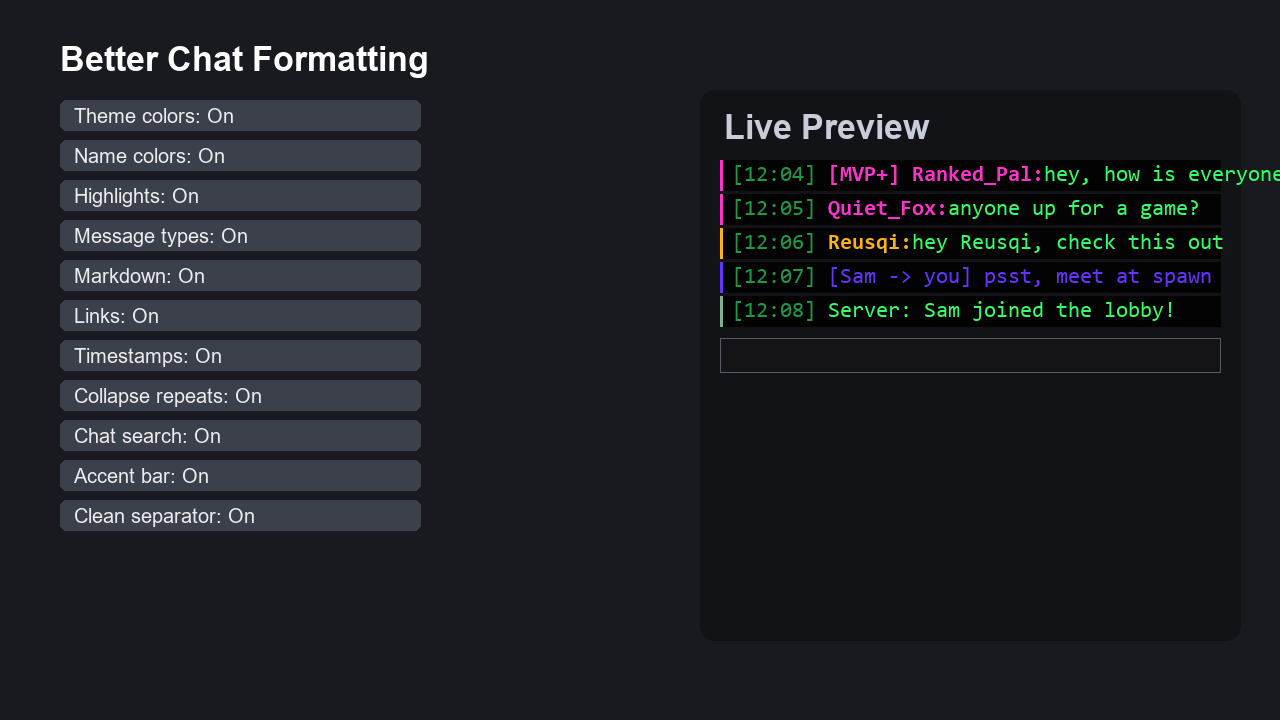 Better Chat Formatting
Theme colors: On
Name colors: On
Highlights: On
Message types: On
Markdown: On
Links: On
Timestamps: On
Collapse repeats: On
Chat search: On
Accent bar: On
Clean separator: On
Live Preview
[12:04] [MVP+] Ranked_Pal:hey, how is everyone
[12:05] Quiet_Fox:anyone up for a game?
[12:06] Reusqi:hey Reusqi, check this out
[12:07] [Sam -> you] psst, meet at spawn
[12:08] Server: Sam joined the lobby!